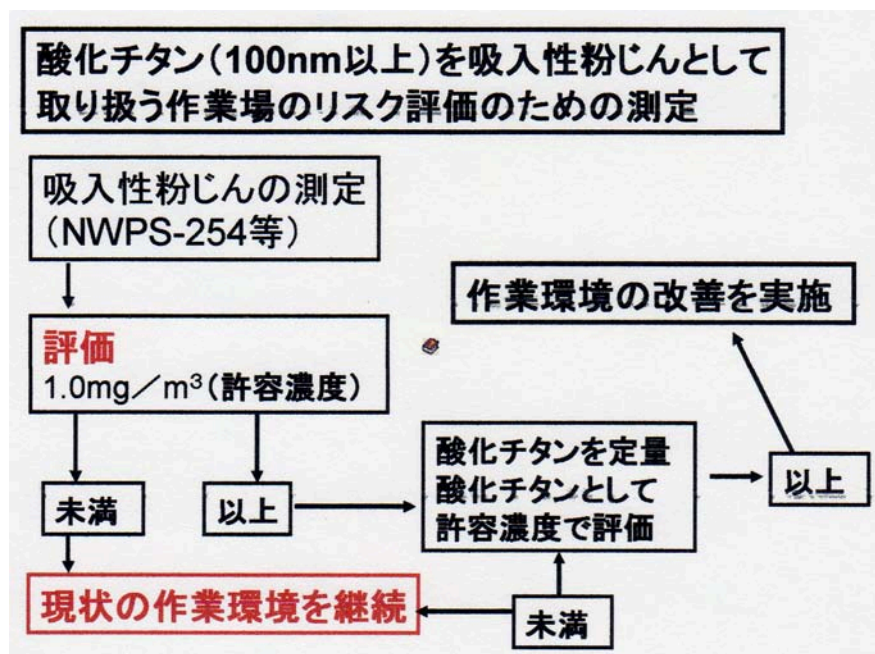 酸化チタン(100nm以上)を吸入性粉じんとして
取り扱う作業場のリスク評価のための測定
吸入性粉じんの測定
(NWPS-254等)
作業環境の改善を実施
評価
1.0mg/m³(許容濃度)
酸化チタンを定量
酸化チタンとして
許容濃度で評価
以上
未満
以上
現状の作業環境を継続
未満